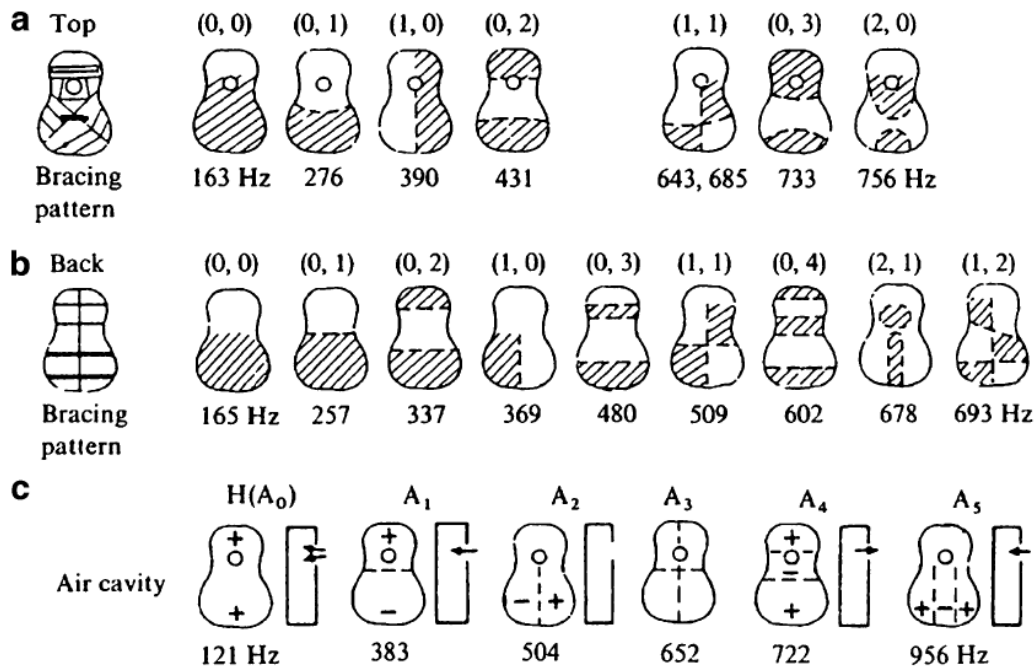 a Top (0, 0) (0, 1) (1, 0) (0, 2) (1, 1) (0, 3) (2, 0)
Bracing pattern 163 Hz 276 390 431 643, 685 733 756 Hz
b Back (0, 0) (0, 1) (0, 2) (1, 0) (0, 3) (1, 1) (0, 4) (2, 1) (1, 2)
Bracing pattern 165 Hz 257 337 369 480 509 602 678 693 Hz
c H(A₀) A₁ A₂ A₃ A₄ A₅
+ + + 
Air cavity − − + − +
+ − + + − +
121 Hz 383 504 652 722 956 Hz